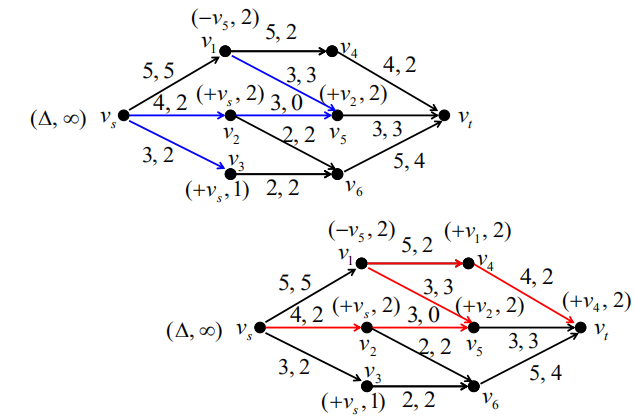 (−v₅, 2)
v₁ 5, 2 v₄
5, 5 3, 3 4, 2
4, 2 (+vₛ, 2) 3, 0 (+v₂, 2)
(Δ, ∞) vₛ v₂ v₅ vₜ
2, 2 3, 3
3, 2 v₃ 5, 4
(+vₛ, 1) 2, 2 v₆
(−v₅, 2) (+v₁, 2)
v₁ 5, 2 v₄
5, 5 3, 3 4, 2
4, 2 (+vₛ, 2) 3, 0 (+v₂, 2) (+v₄, 2)
(Δ, ∞) vₛ v₂ v₅ vₜ
2, 2 3, 3
3, 2 v₃ 5, 4
(+vₛ, 1) 2, 2 v₆